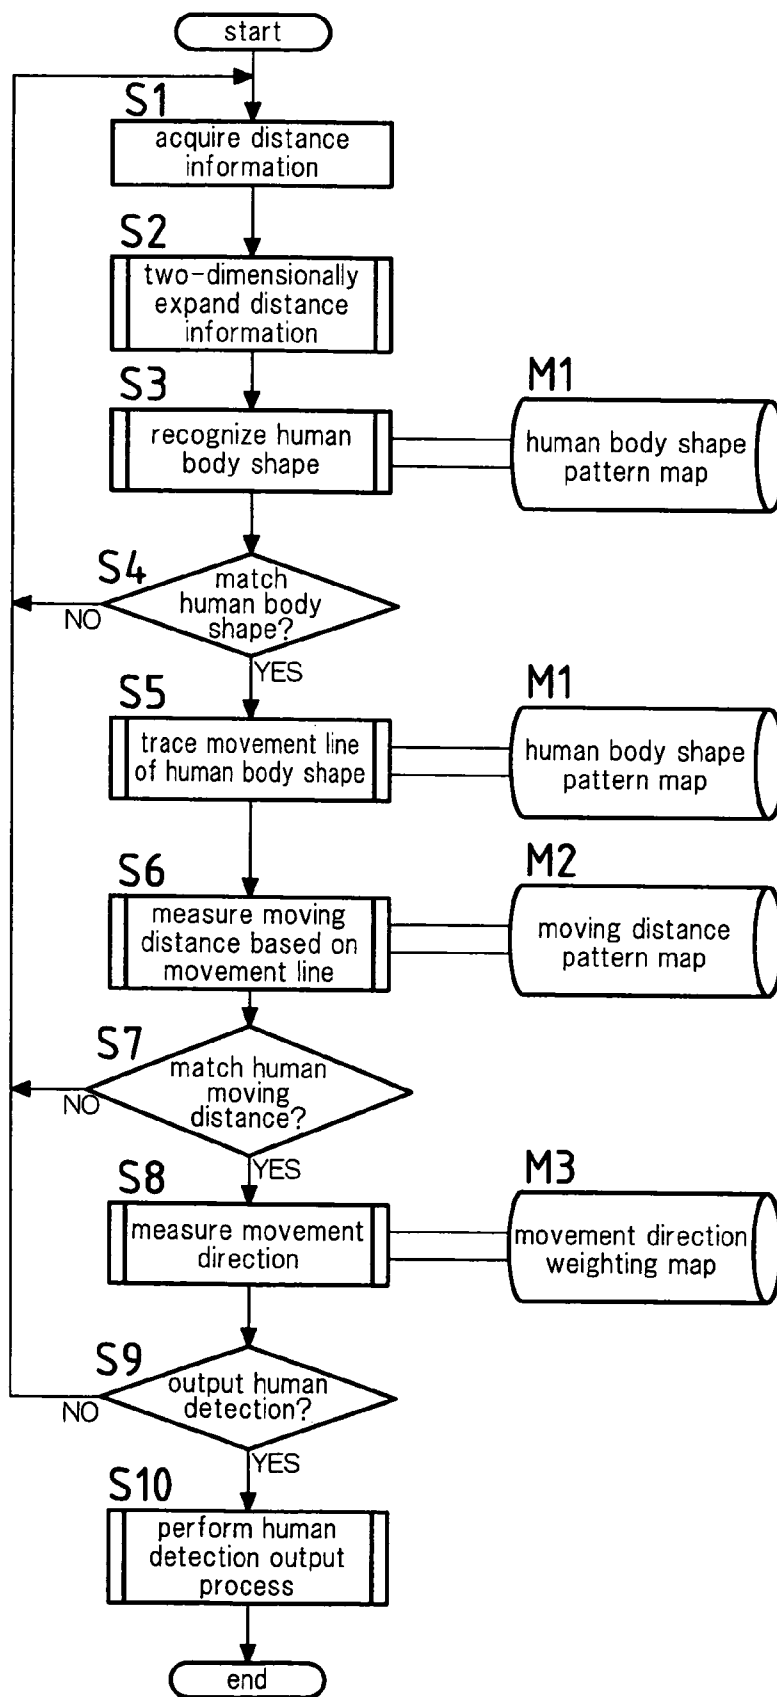 start
S1
acquire distance
information
S2
two-dimensionally
expand distance
information
S3
recognize human
body shape
M1
human body shape
pattern map
S4
match
human body
shape?
NO
YES
S5
trace movement line
of human body shape
M1
human body shape
pattern map
S6
measure moving
distance based on
movement line
M2
moving distance
pattern map
S7
match human
moving
distance?
NO
YES
S8
measure movement
direction
M3
movement direction
weighting map
S9
output human
detection?
NO
YES
S10
perform human
detection output
process
end